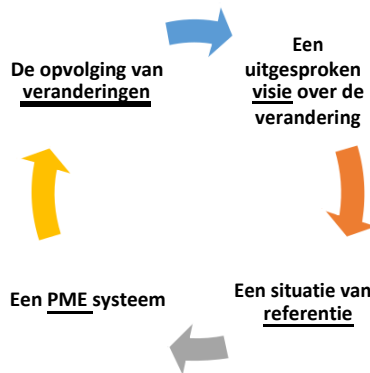 De opvolging van
veranderingen
Een
uitgesproken
visie over de
verandering
Een PME systeem
Een situatie van
referentie